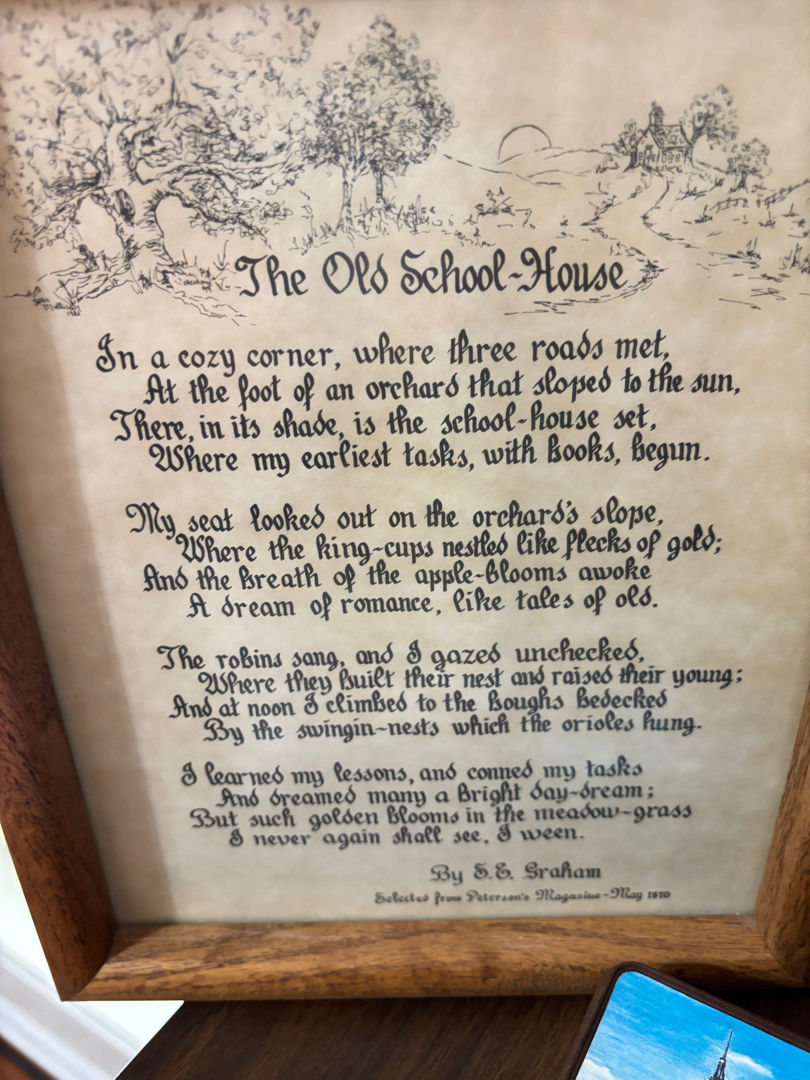 The Old School-House
In a cozy corner, where three roads met,
At the foot of an orchard that sloped to the sun,
There, in its shade, is the school-house set,
Where my earliest tasks, with books, begun.
My seat looked out on the orchard's slope,
Where the king-cups nestled like flecks of gold;
And the breath of the apple-blooms awoke
A dream of romance, like tales of old.
The robins sang, and I gazed unchecked,
Where they built their nest and raised their young;
And at noon I climbed to the boughs bedecked
By the swingin-nests which the orioles hung.
I learned my lessons, and conned my tasks
And dreamed many a bright day-dream;
But such golden blooms in the meadow-grass
I never again shall see, I ween.
By S.E. Graham
Selected from Peterson's Magazine-May 1870